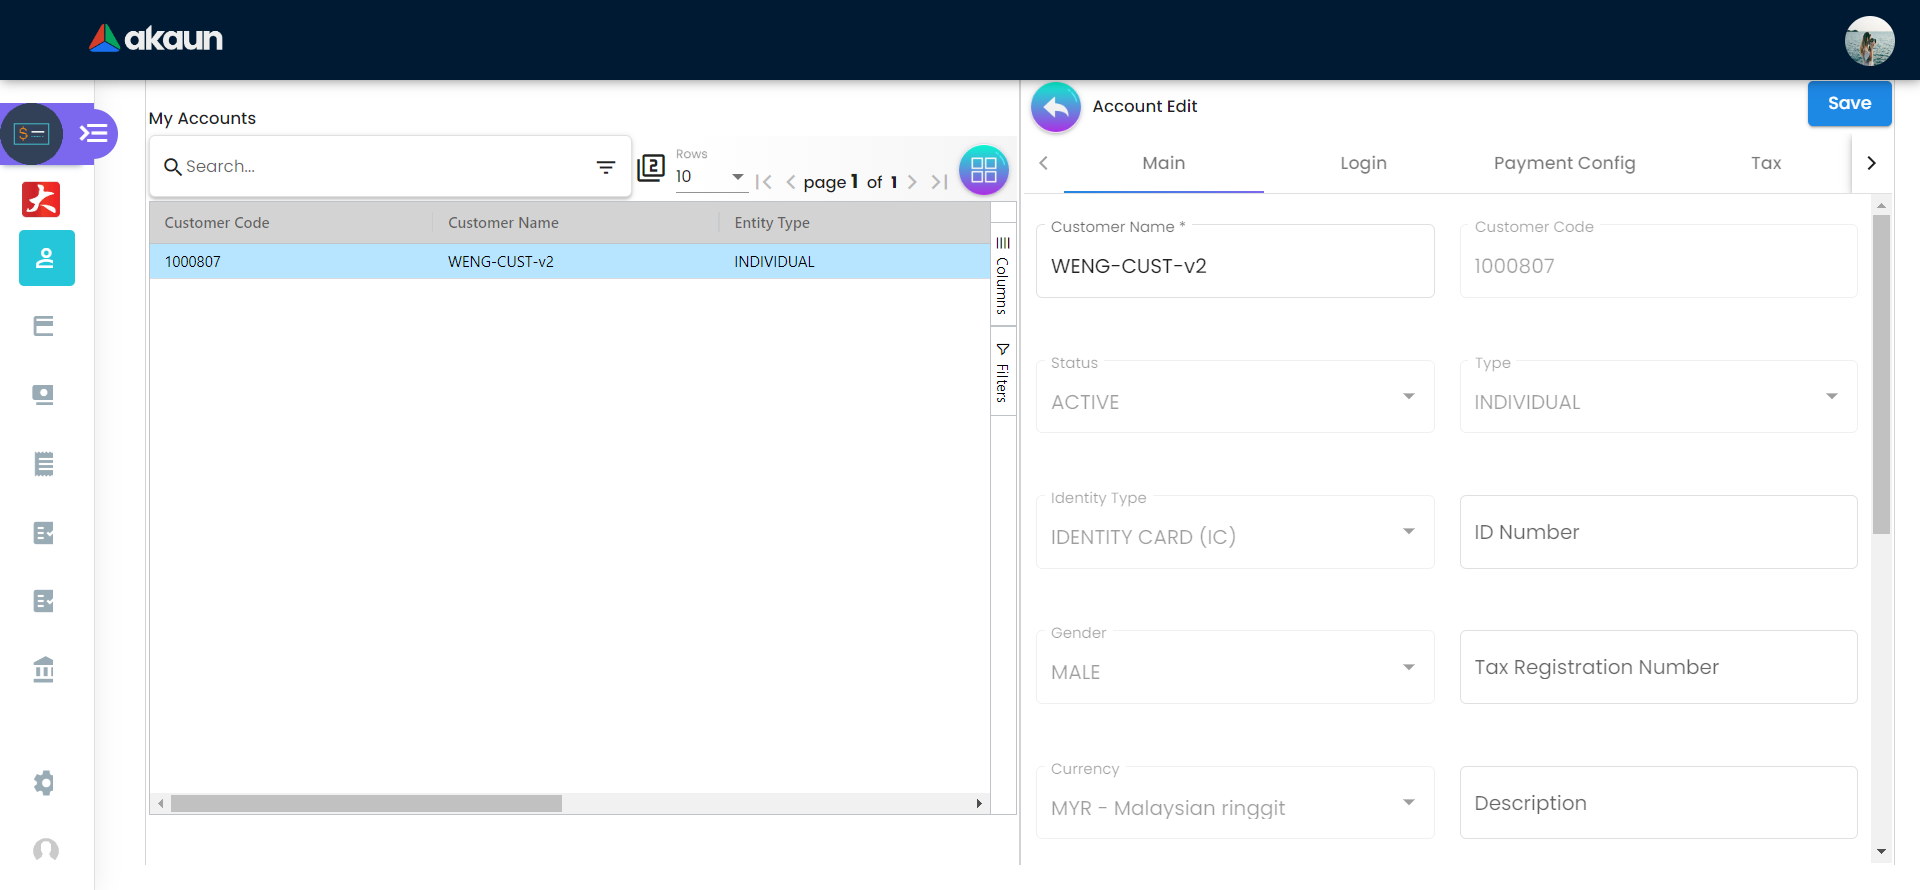 akaun
My Accounts
Search...
2
Rows
10
page 1 of 1
Customer Code
Customer Name
Entity Type
1000807
WENG-CUST-v2
INDIVIDUAL
Columns
Filters
Account Edit
Save
Main
Login
Payment Config
Tax
Customer Name *
WENG-CUST-v2
Customer Code
1000807
Status
ACTIVE
Type
INDIVIDUAL
Identity Type
IDENTITY CARD (IC)
ID Number
Gender
MALE
Tax Registration Number
Currency
MYR - Malaysian ringgit
Description